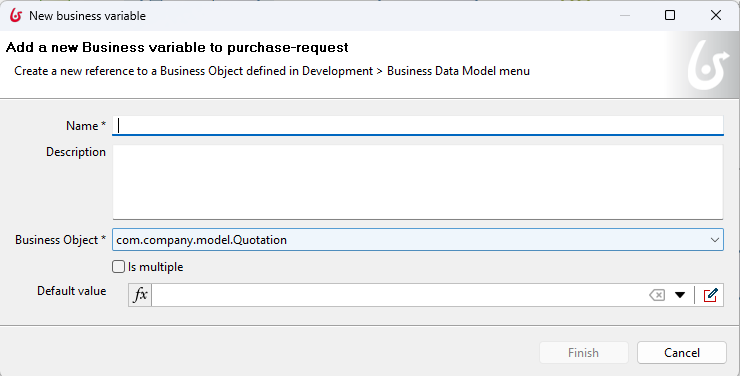 New business variable
Add a new Business variable to purchase-request
Create a new reference to a Business Object defined in Development > Business Data Model menu
Name *
Description
Business Object * com.company.model.Quotation
Is multiple
Default value fx
Finish Cancel